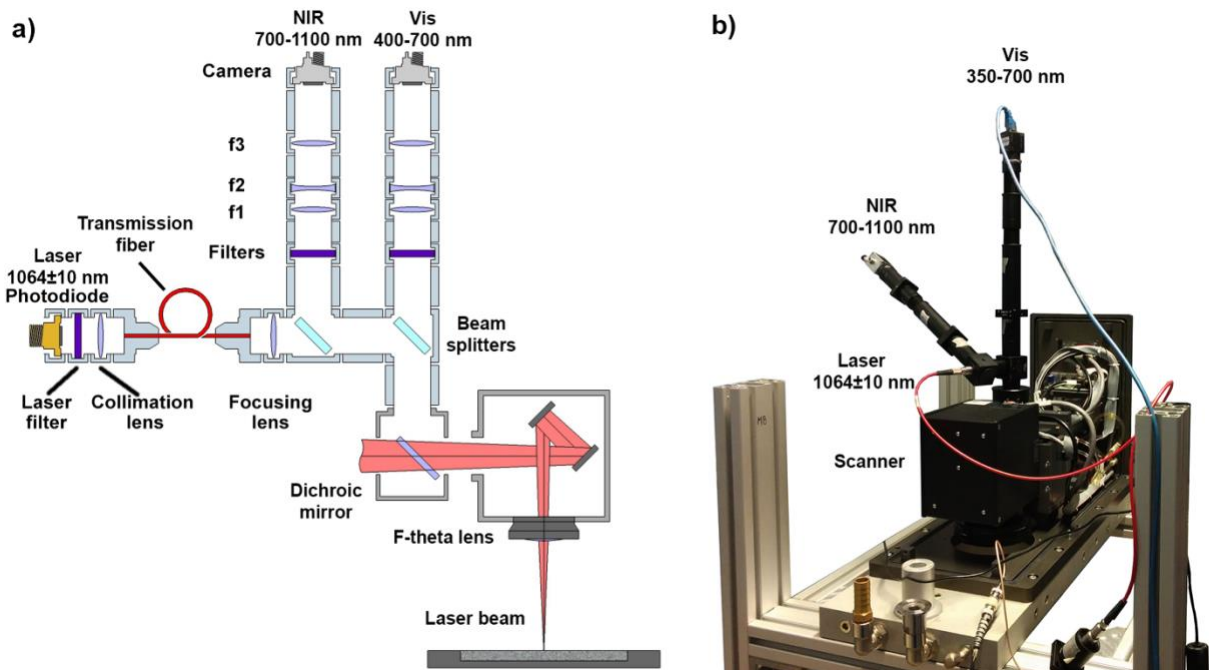 a)
NIR
700-1100 nm
Vis
400-700 nm
Camera
f3
f2
f1
Filters
Transmission
fiber
Laser
1064±10 nm
Photodiode
Beam
splitters
Laser
filter
Collimation
lens
Focusing
lens
Dichroic
mirror
F-theta lens
Laser beam
b)
Vis
350-700 nm
NIR
700-1100 nm
Laser
1064±10 nm
Scanner
MB